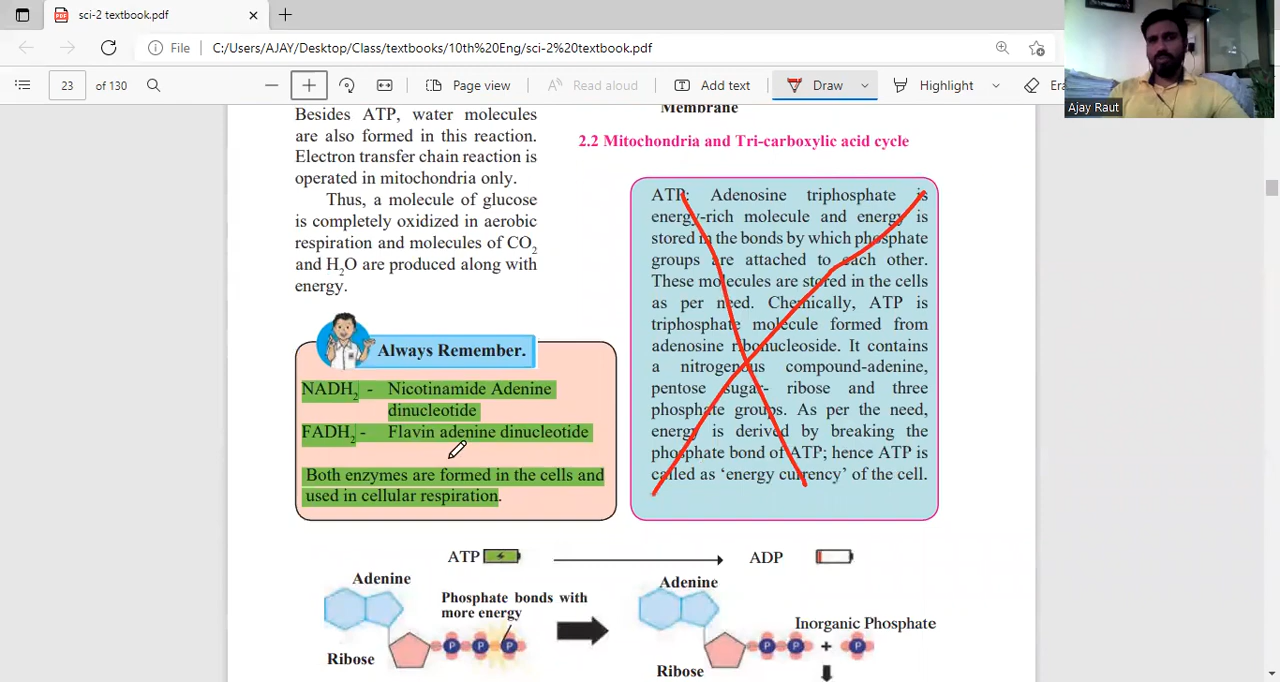 sci-2 textbook.pdf
File
C:/Users/AJAY/Desktop/Class/textbooks/10th%20Eng/sci-2%20textbook.pdf
23 of 130
Page view
Read aloud
Add text
Draw
Highlight
Ajay Raut
Besides ATP, water molecules
are also formed in this reaction.
Electron transfer chain reaction is
operated in mitochondria only.
Thus, a molecule of glucose
is completely oxidized in aerobic
respiration and molecules of CO₂
and H₂O are produced along with
energy.
Always Remember.
NADH₂ - Nicotinamide Adenine
dinucleotide
FADH₂ - Flavin adenine dinucleotide
Both enzymes are formed in the cells and
used in cellular respiration.
Membrane
2.2 Mitochondria and Tri-carboxylic acid cycle
ATP: Adenosine triphosphate is
energy-rich molecule and energy is
stored in the bonds by which phosphate
groups are attached to each other.
These molecules are stored in the cells
as per need. Chemically, ATP is
triphosphate molecule formed from
adenosine ribonucleoside. It contains
a nitrogenous compound-adenine,
pentose sugar- ribose and three
phosphate groups. As per the need,
energy is derived by breaking the
phosphate bond of ATP; hence ATP is
called as ‘energy currency’ of the cell.
ATP
ADP
Adenine
Phosphate bonds with
more energy
Ribose
P P P
Adenine
Inorganic Phosphate
Ribose
P P + P